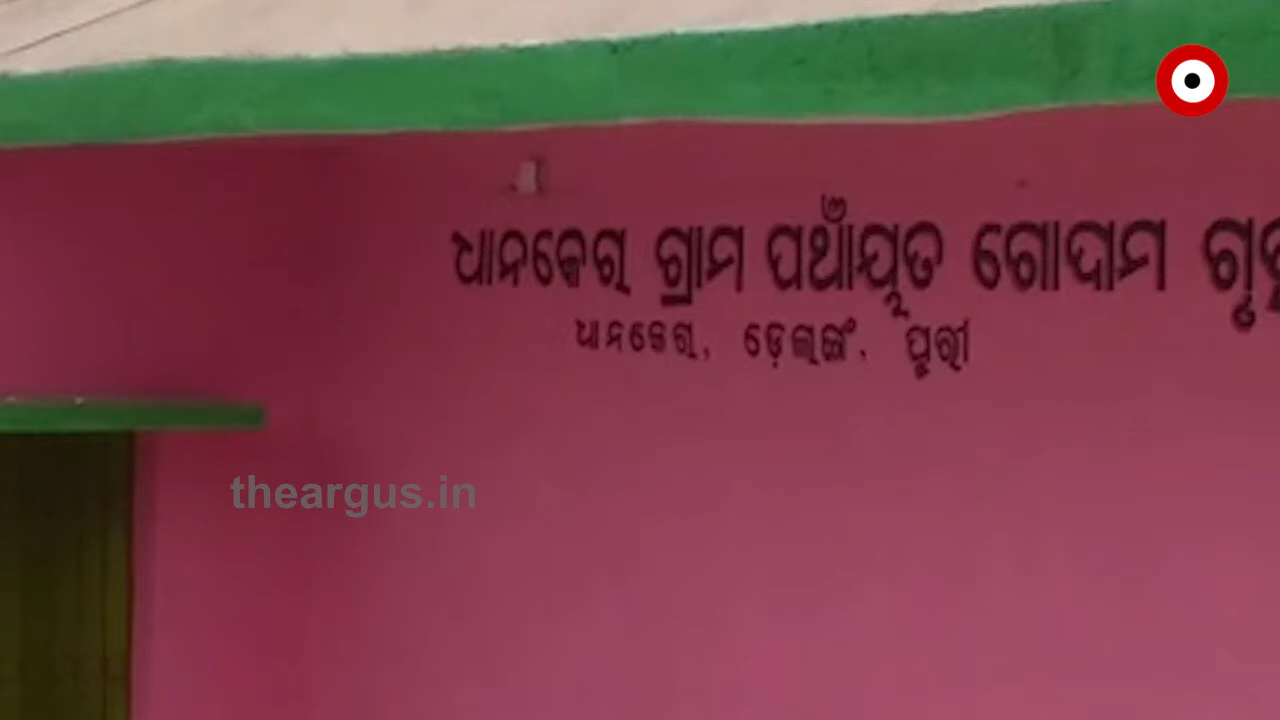 ଧାନକେରା ଗ୍ରାମ ପଞ୍ଚାୟତ ଗୋଦାମ
ଧାନକେରା, ଡ଼େଲାଙ୍ଗ, ପୁରୀ
theargus.in